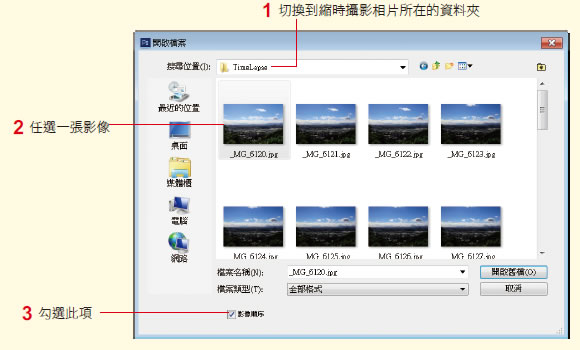 1 切換到縮時攝影相片所在的資料夾
Ps 開啟檔案
搜尋位置(I):
TimeLapse
最近的位置
桌面
媒體櫃
電腦
網路
2 任選一張影像
_MG_6120.jpg
_MG_6121.jpg
_MG_6122.jpg
_MG_6123.jpg
_MG_6124.jpg
_MG_6125.jpg
_MG_6126.jpg
_MG_6127.jpg
檔案名稱(N):
_MG_6120.jpg
開啟舊檔(O)
檔案類型(T):
全部格式
取消
3 勾選此項
影像順序